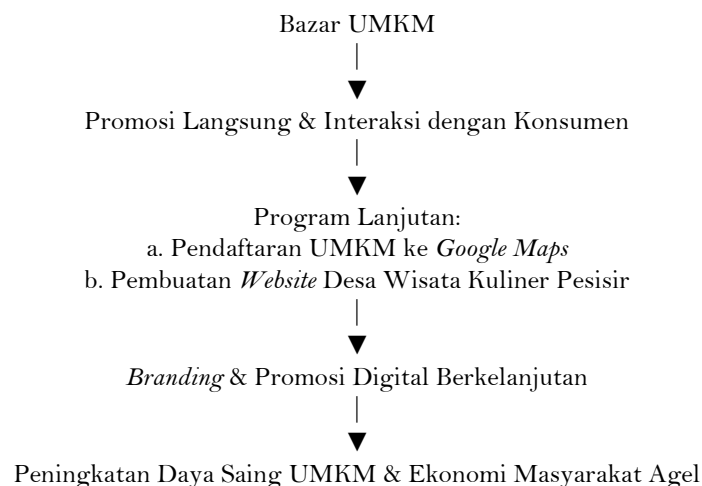 Bazar UMKM
Promosi Langsung & Interaksi dengan Konsumen
Program Lanjutan:
a. Pendaftaran UMKM ke Google Maps
b. Pembuatan Website Desa Wisata Kuliner Pesisir
Branding & Promosi Digital Berkelanjutan
Peningkatan Daya Saing UMKM & Ekonomi Masyarakat Agel